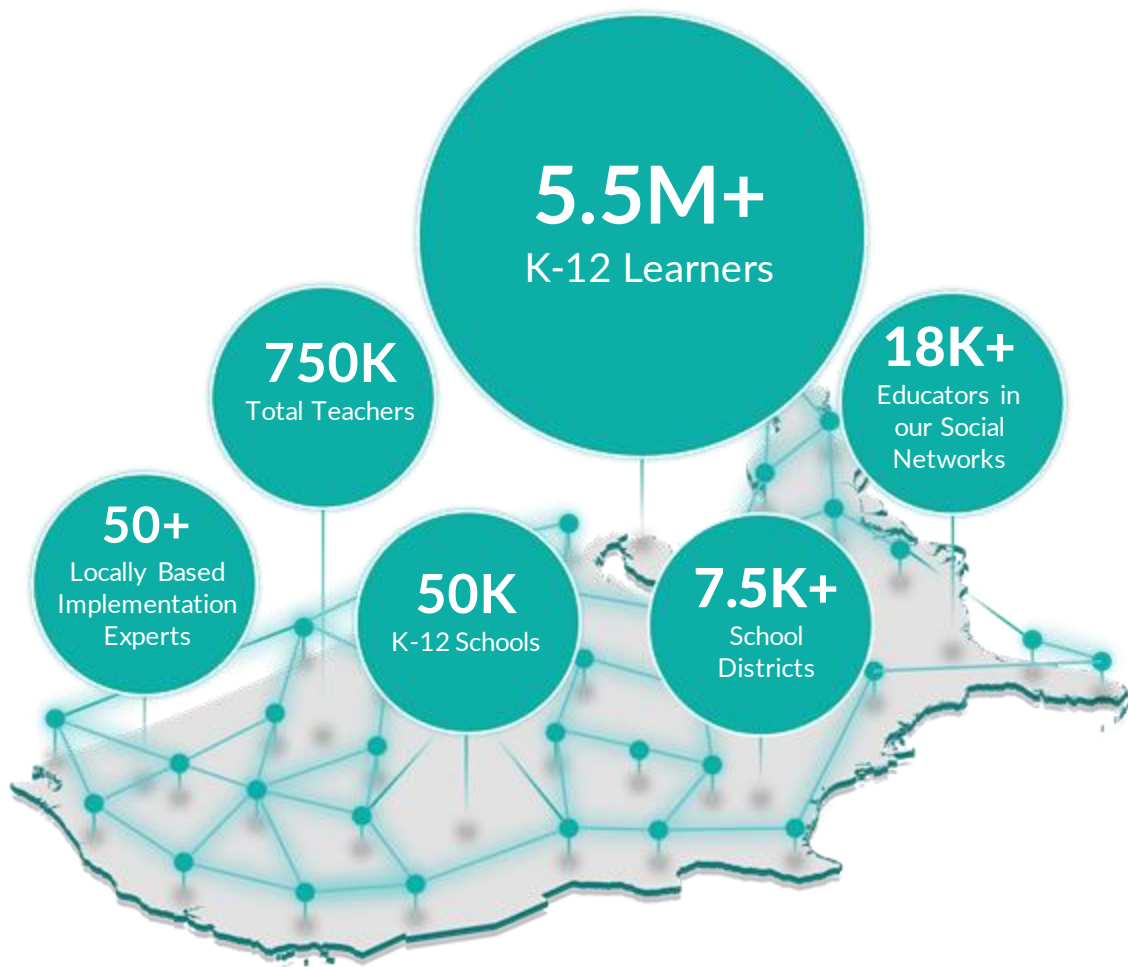 5.5M+
K-12 Learners
750K
Total Teachers
18K+
Educators in
our Social
Networks
50+
Locally Based
Implementation
Experts
50K
K-12 Schools
7.5K+
School
Districts